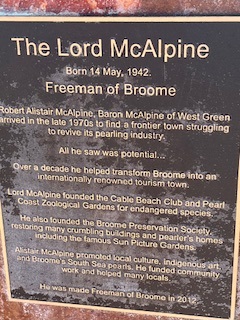 The Lord McAlpine
Born 14 May, 1942.
Freeman of Broome
Robert Alistair McAlpine, Baron McAlpine of West Green
arrived in the late 1970s to find a frontier town struggling
to revive its pearling industry.
All he saw was potential...
Over a decade he helped transform Broome into an
internationally renowned tourism town.
Lord McAlpine founded the Cable Beach Club and Pearl
Coast Zoological Gardens for endangered species.
He also founded the Broome Preservation Society
restoring many crumbling buildings and pearler's homes
including the famous Sun Picture Gardens.
Alistair McAlpine promoted local culture, indigenous art,
and Broome's South Sea pearls. He funded community
work and helped many locals.
He was made Freeman of Broome in 2012.